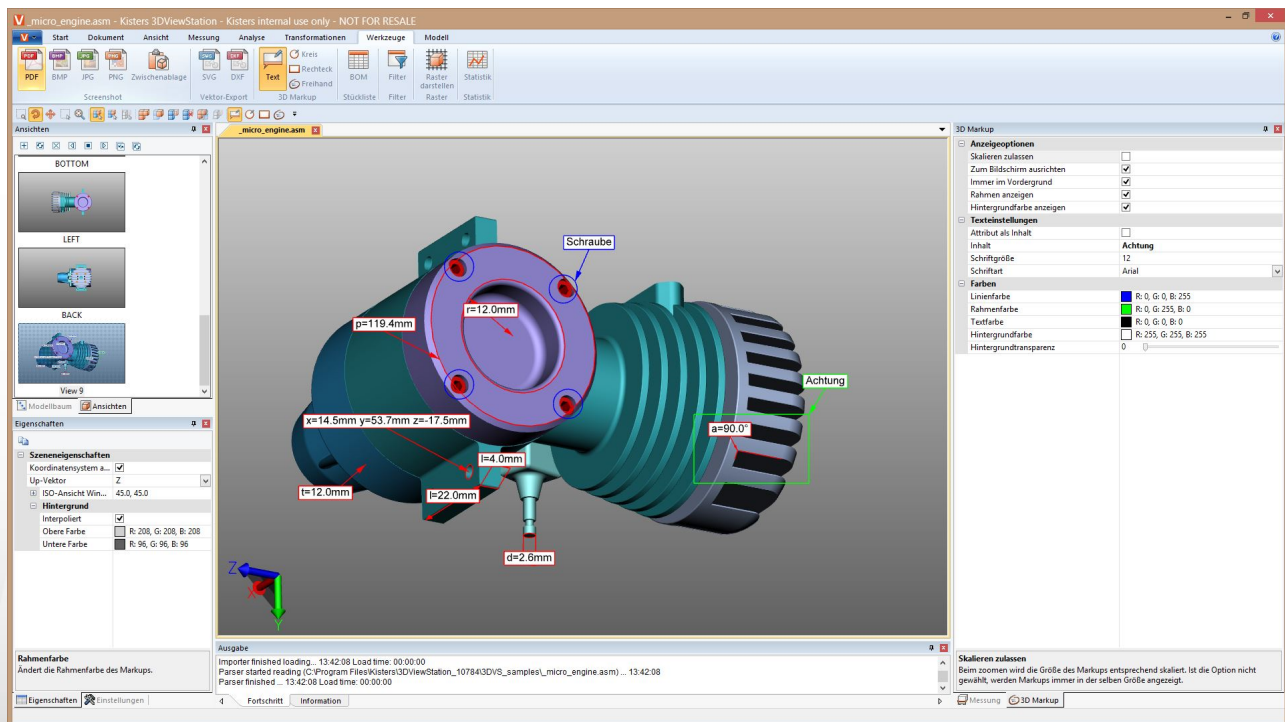 _micro_engine.asm - Kisters 3DViewStation - Kisters internal use only - NOT FOR RESALE
Start Dokument Ansicht Messung Analyse Transformationen Werkzeuge Modell
PDF BMP JPG PNG Zwischenablage
SVG DXF
Text
Kreis
Rechteck
Freihand
BOM
Filter
Raster
darstellen
Statistik
Screenshot Vektor-Export 3D Markup Stückliste Filter Raster Statistik
Ansichten
BOTTOM
LEFT
BACK
View 9
Modellbaum Ansichten
Eigenschaften
Szeneneigenschaften
Koordinatensystem a...
Up-Vektor Z
ISO-Ansicht Win... 45.0, 45.0
Hintergrund
Interpoliert
Obere Farbe R: 208, G: 208, B: 208
Untere Farbe R: 96, G: 96, B: 96
Rahmenfarbe
Ändert die Rahmenfarbe des Markups.
Eigenschaften Einstellungen
_micro_engine.asm
Schraube
r=12.0mm
p=119.4mm
Achtung
x=14.5mm y=53.7mm z=-17.5mm
a=90.0°
l=4.0mm
t=12.0mm
l=22.0mm
d=2.6mm
Z
X
Y
Ausgabe
Importer finished loading... 13:42:08 Load time: 00:00:00
Parser started reading (C:\Program Files\Kisters\3DViewStation_10784\3DVS_samples\_micro_engine.asm) ... 13:42:08
Parser finished ... 13:42:08 Load time: 00:00:00
Fortschritt Information
3D Markup
Anzeigeoptionen
Skalieren zulassen
Zum Bildschirm ausrichten
Immer im Vordergrund
Rahmen anzeigen
Hintergrundfarbe anzeigen
Texteinstellungen
Attribut als Inhalt
Inhalt Achtung
Schriftgröße 12
Schriftart Arial
Farben
Linienfarbe R: 0, G: 0, B: 255
Rahmenfarbe R: 0, G: 255, B: 0
Textfarbe R: 0, G: 0, B: 0
Hintergrundfarbe R: 255, G: 255, B: 255
Hintergrundtransparenz 0
Skalieren zulassen
Beim zoomen wird die Größe des Markups entsprechend skaliert. Ist die Option nicht
gewählt, werden Markups immer in der selben Größe angezeigt.
Messung 3D Markup